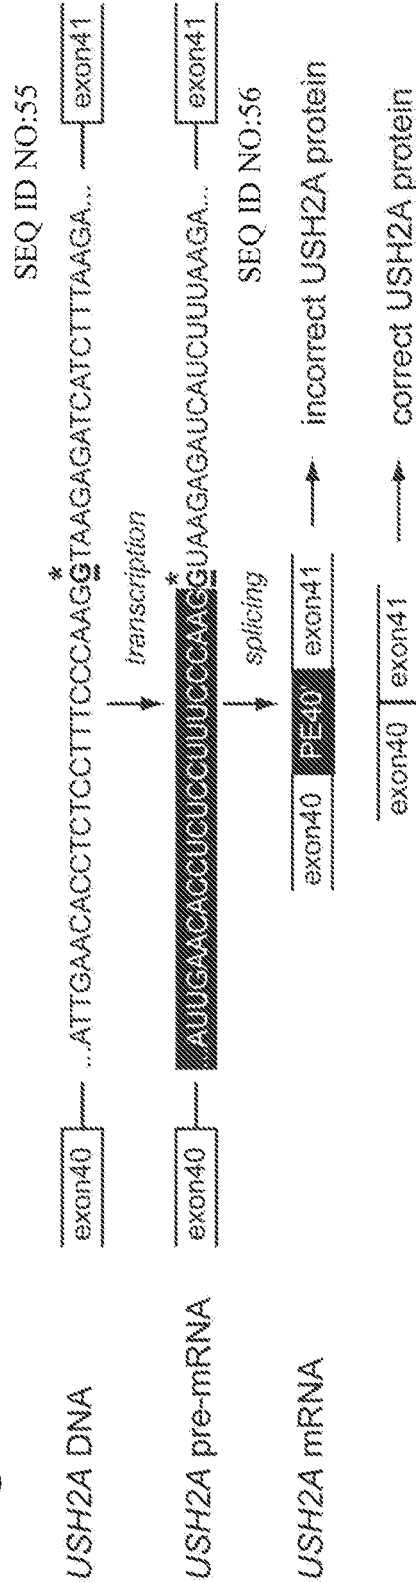 SEQ ID NO:55
USH2A DNA exon40 ...ATTGAACACCTCTCCTTTCCCAAGGTAAGAGATCATCTTTAAGA... exon41
*
transcription
*
USH2A pre-mRNA exon40 ...AUUGAACACCUCUCCUUUCCCAAGGUAAGAGAUCAUCUUUAAGA... exon41
SEQ ID NO:56
splicing
USH2A mRNA exon40 PE40 exon41 incorrect USH2A protein
exon40 exon41 correct USH2A protein